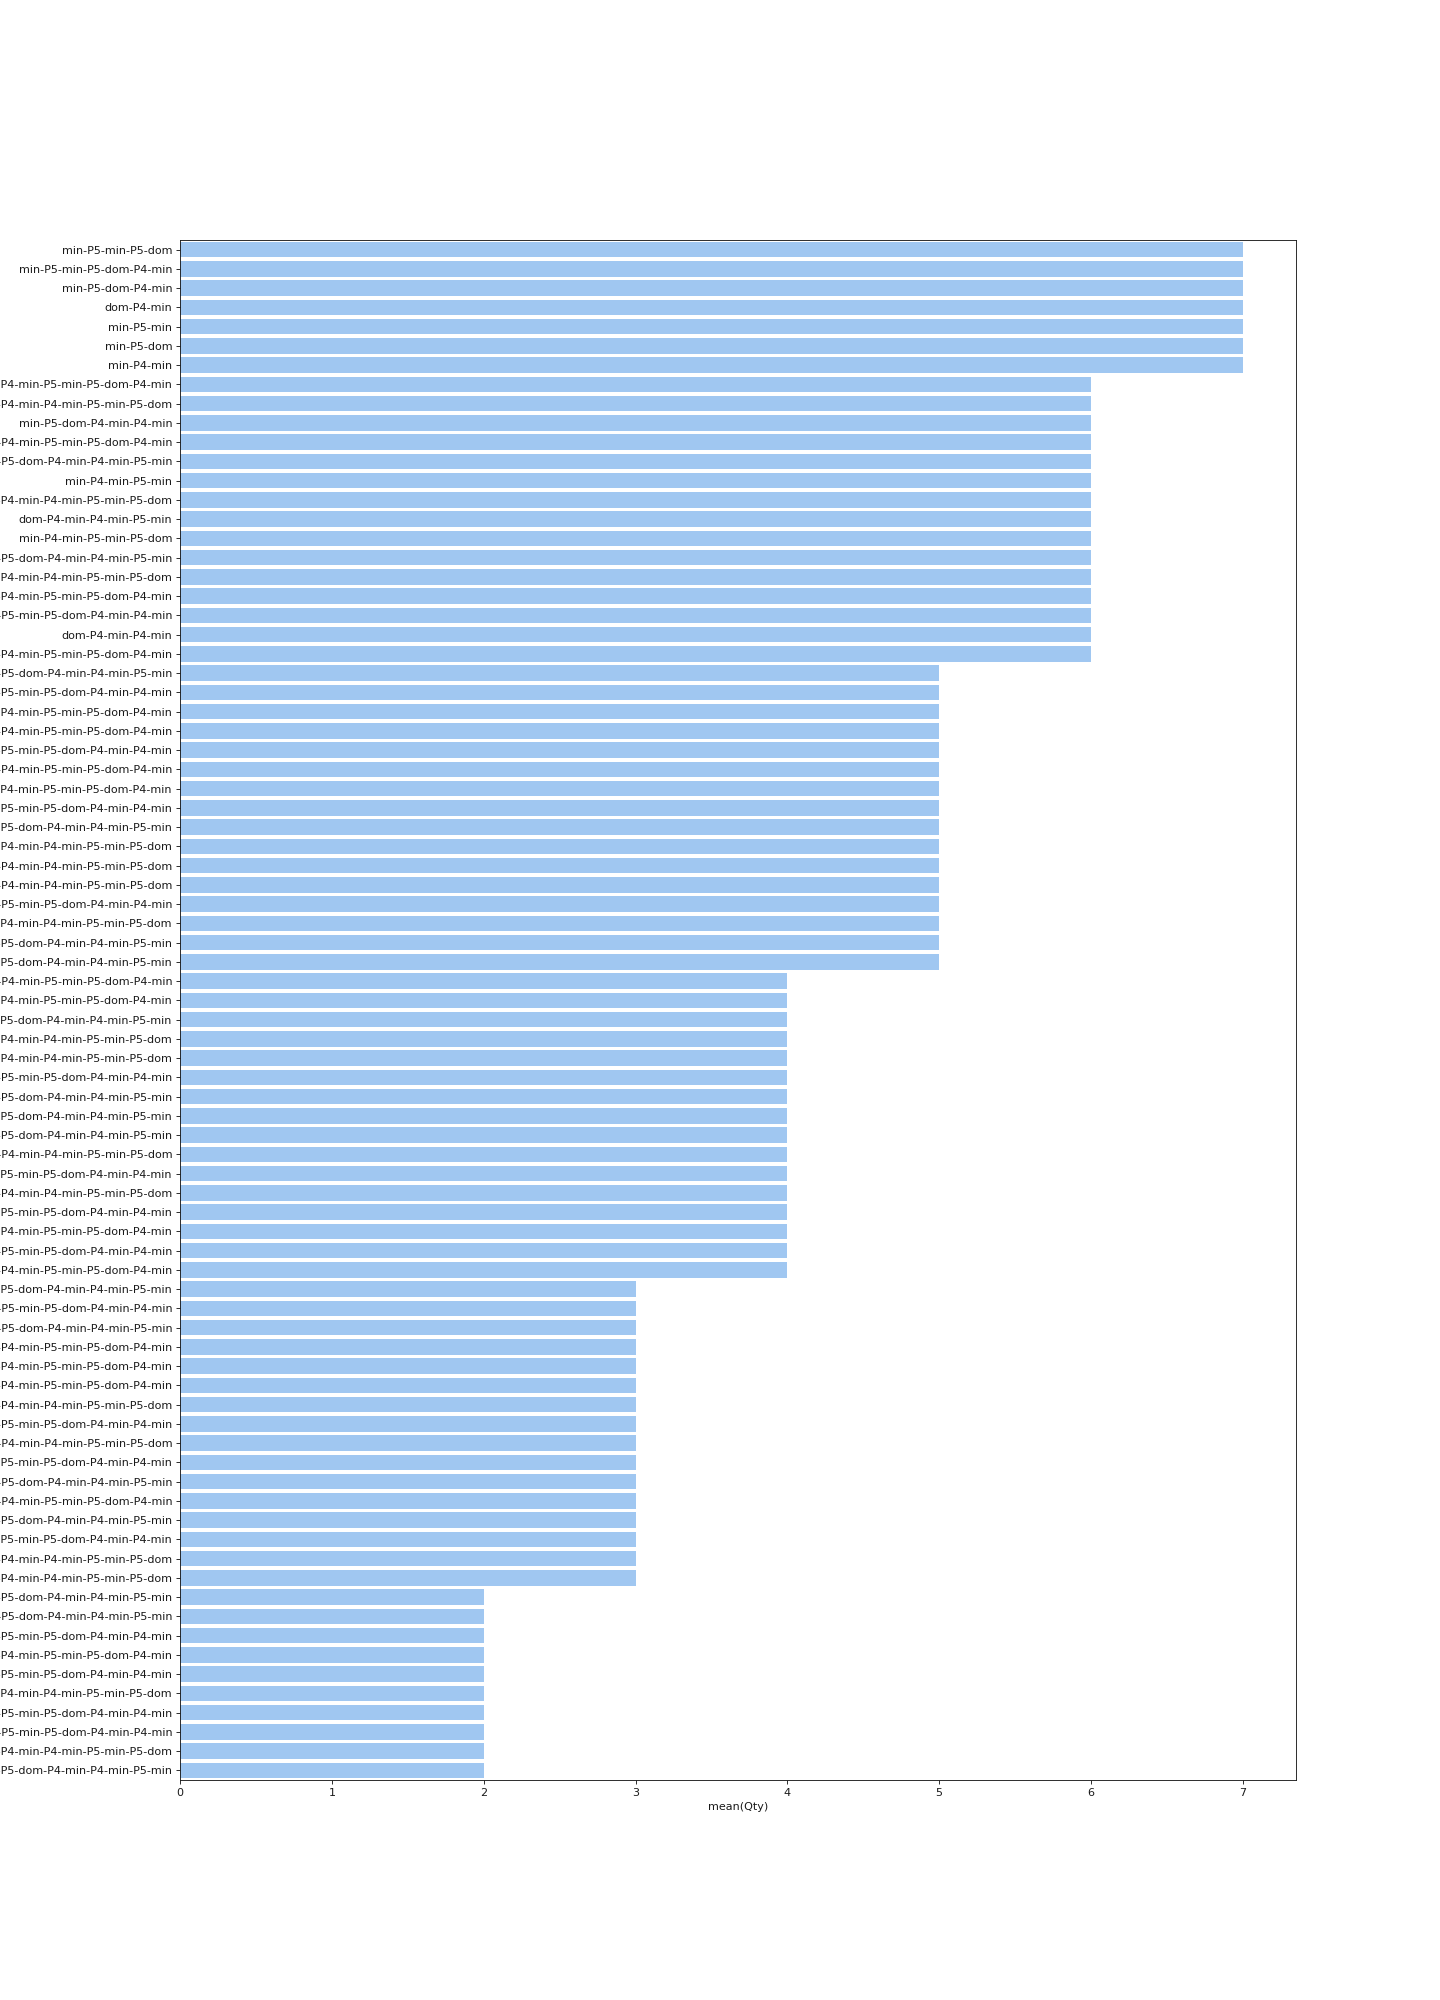 min-P5-min-P5-dom
min-P5-min-P5-dom-P4-min
min-P5-dom-P4-min
dom-P4-min
min-P5-min
min-P5-dom
min-P4-min
P4-min-P5-min-P5-dom-P4-min
-P4-min-P4-min-P5-min-P5-dom
min-P5-dom-P4-min-P4-min
-P4-min-P5-min-P5-dom-P4-min
P5-dom-P4-min-P4-min-P5-min
min-P4-min-P5-min
P4-min-P4-min-P5-min-P5-dom
dom-P4-min-P4-min-P5-min
min-P4-min-P5-min-P5-dom
-P5-dom-P4-min-P4-min-P5-min
P4-min-P4-min-P5-min-P5-dom
P4-min-P5-min-P5-dom-P4-min
-P5-min-P5-dom-P4-min-P4-min
dom-P4-min-P4-min
-P4-min-P5-min-P5-dom-P4-min
-P5-dom-P4-min-P4-min-P5-min
-P5-min-P5-dom-P4-min-P4-min
P4-min-P5-min-P5-dom-P4-min
-P4-min-P5-min-P5-dom-P4-min
P5-min-P5-dom-P4-min-P4-min
-P4-min-P5-min-P5-dom-P4-min
P4-min-P5-min-P5-dom-P4-min
P5-min-P5-dom-P4-min-P4-min
P5-dom-P4-min-P4-min-P5-min
P4-min-P4-min-P5-min-P5-dom
-P4-min-P4-min-P5-min-P5-dom
-P4-min-P4-min-P5-min-P5-dom
-P5-min-P5-dom-P4-min-P4-min
P4-min-P4-min-P5-min-P5-dom
P5-dom-P4-min-P4-min-P5-min
P5-dom-P4-min-P4-min-P5-min
-P4-min-P5-min-P5-dom-P4-min
P4-min-P5-min-P5-dom-P4-min
P5-dom-P4-min-P4-min-P5-min
P4-min-P4-min-P5-min-P5-dom
P4-min-P4-min-P5-min-P5-dom
-P5-min-P5-dom-P4-min-P4-min
-P5-dom-P4-min-P4-min-P5-min
P5-dom-P4-min-P4-min-P5-min
-P5-dom-P4-min-P4-min-P5-min
-P4-min-P4-min-P5-min-P5-dom
P5-min-P5-dom-P4-min-P4-min
-P4-min-P4-min-P5-min-P5-dom
P5-min-P5-dom-P4-min-P4-min
P4-min-P5-min-P5-dom-P4-min
-P5-min-P5-dom-P4-min-P4-min
-P4-min-P5-min-P5-dom-P4-min
P5-dom-P4-min-P4-min-P5-min
-P5-min-P5-dom-P4-min-P4-min
-P5-dom-P4-min-P4-min-P5-min
-P4-min-P5-min-P5-dom-P4-min
P4-min-P5-min-P5-dom-P4-min
P4-min-P5-min-P5-dom-P4-min
-P4-min-P4-min-P5-min-P5-dom
P5-min-P5-dom-P4-min-P4-min
-P4-min-P4-min-P5-min-P5-dom
P5-min-P5-dom-P4-min-P4-min
-P5-dom-P4-min-P4-min-P5-min
-P4-min-P5-min-P5-dom-P4-min
-P5-dom-P4-min-P4-min-P5-min
P5-min-P5-dom-P4-min-P4-min
P4-min-P4-min-P5-min-P5-dom
P4-min-P4-min-P5-min-P5-dom
-P5-dom-P4-min-P4-min-P5-min
-P5-dom-P4-min-P4-min-P5-min
-P5-min-P5-dom-P4-min-P4-min
P4-min-P5-min-P5-dom-P4-min
P5-min-P5-dom-P4-min-P4-min
P4-min-P4-min-P5-min-P5-dom
-P5-min-P5-dom-P4-min-P4-min
-P5-min-P5-dom-P4-min-P4-min
P4-min-P4-min-P5-min-P5-dom
P5-dom-P4-min-P4-min-P5-min
0 1 2 3 4 5 6 7
mean(Qty)